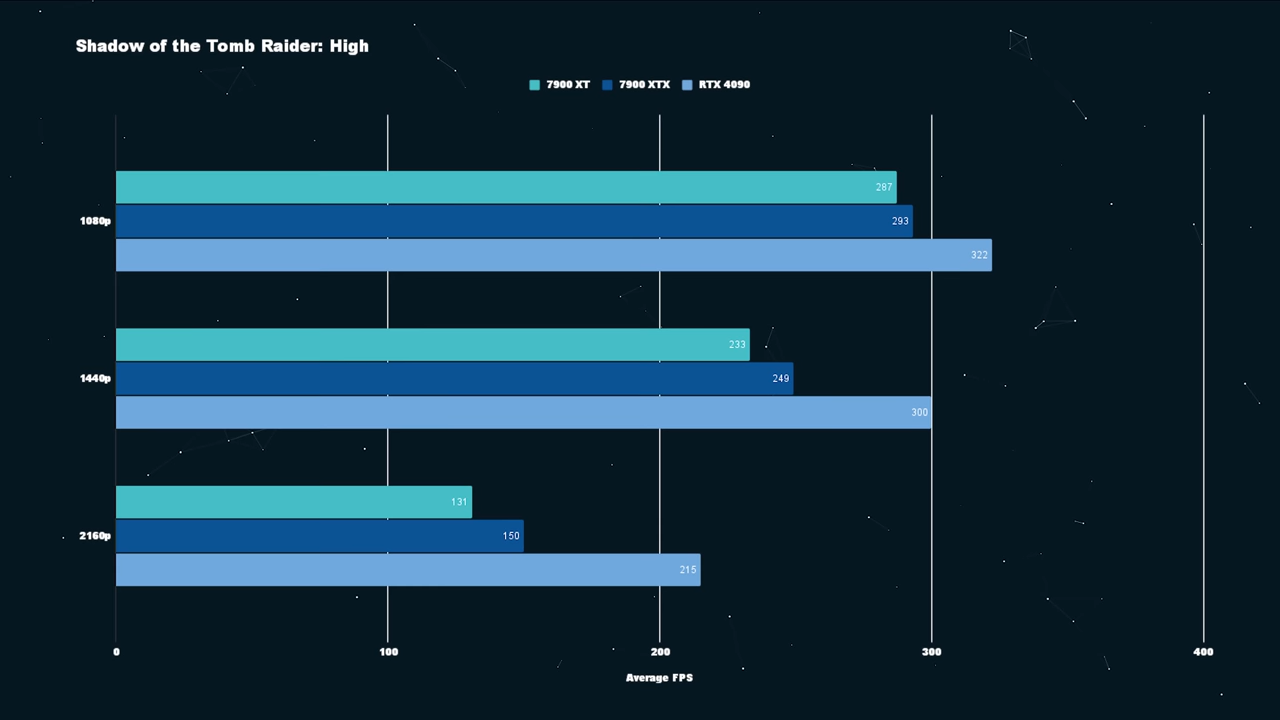 Shadow of the Tomb Raider: High
7900 XT 7900 XTX RTX 4090
287
1080p 293
322
233
1440p 249
300
131
2160p 150
215
0 100 200 300 400
Average FPS